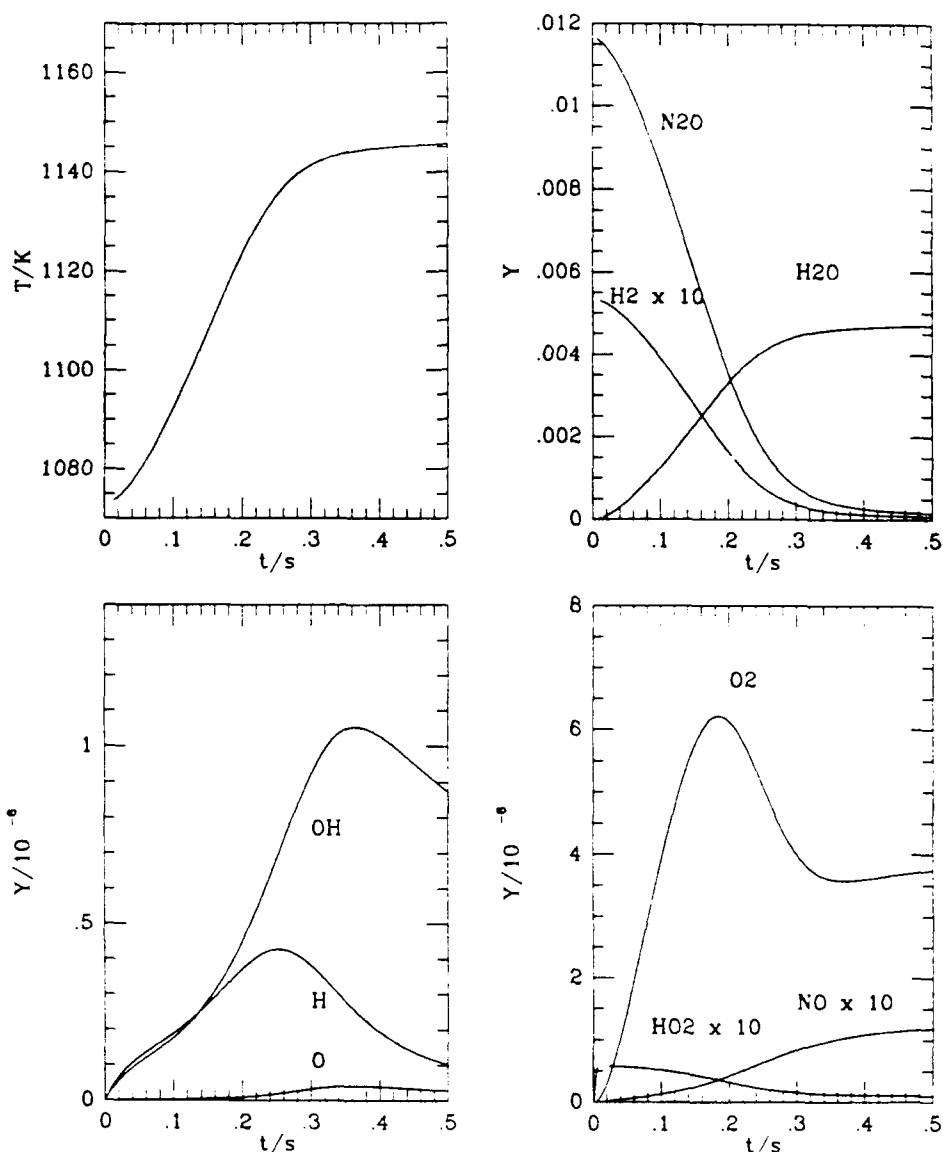 1160
1140
1120
1100
1080
T/K
0 .1 .2 .3 .4 .5
t/s
.012
.01
.008
.006
.004
.002
0
Y
N2O
H2O
H2 x 10
0 .1 .2 .3 .4 .5
t/s
1
.5
0
Y/10 -6
OH
H
O
0 .1 .2 .3 .4 .5
t/s
8
6
4
2
0
Y/10 -6
O2
NO x 10
HO2 x 10
0 .1 .2 .3 .4 .5
t/s